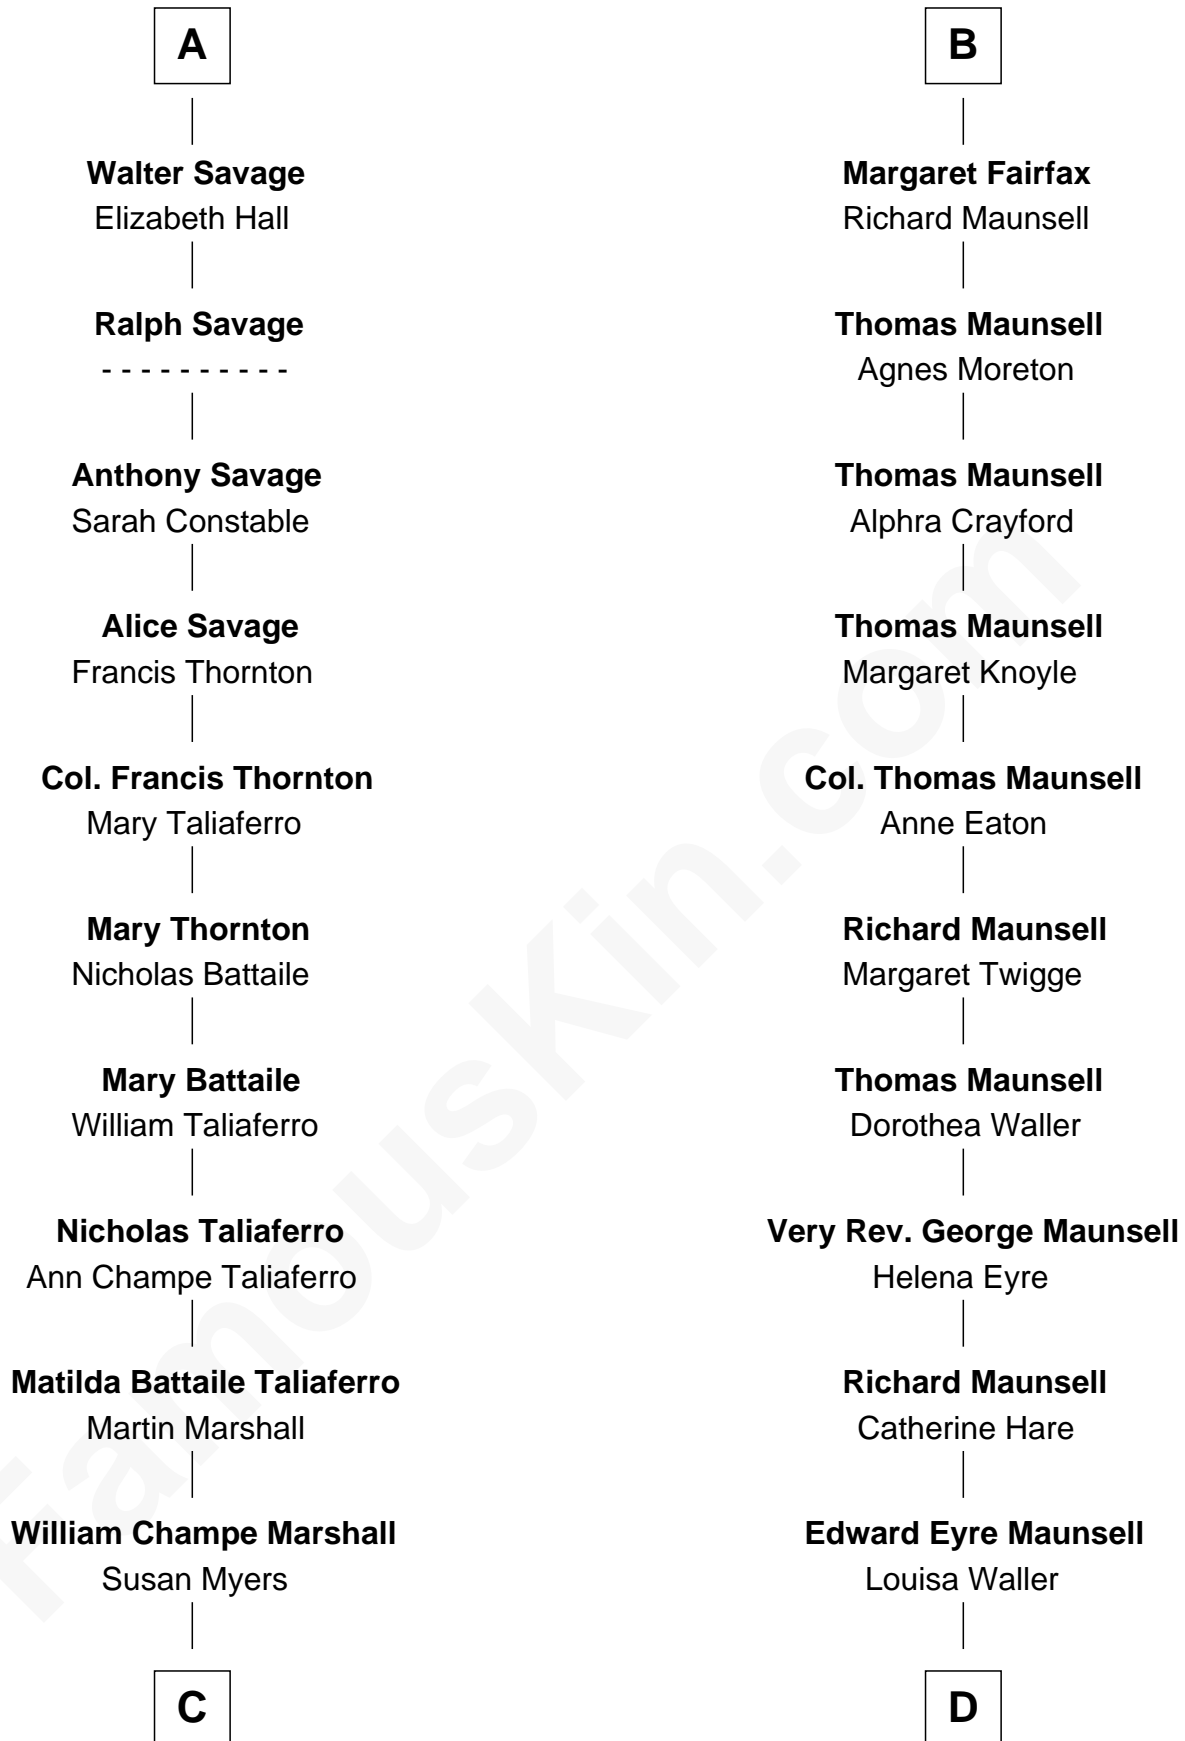 A
Walter Savage
Elizabeth Hall
Ralph Savage
- - - - - - - - - -
Anthony Savage
Sarah Constable
Alice Savage
Francis Thornton
Col. Francis Thornton
Mary Taliaferro
Mary Thornton
Nicholas Battaile
Mary Battaile
William Taliaferro
Nicholas Taliaferro
Ann Champe Taliaferro
Matilda Battaile Taliaferro
Martin Marshall
William Champe Marshall
Susan Myers
C
B
Margaret Fairfax
Richard Maunsell
Thomas Maunsell
Agnes Moreton
Thomas Maunsell
Alphra Crayford
Thomas Maunsell
Margaret Knoyle
Col. Thomas Maunsell
Anne Eaton
Richard Maunsell
Margaret Twigge
Thomas Maunsell
Dorothea Waller
Very Rev. George Maunsell
Helena Eyre
Richard Maunsell
Catherine Hare
Edward Eyre Maunsell
Louisa Waller
D
FamousKin.com